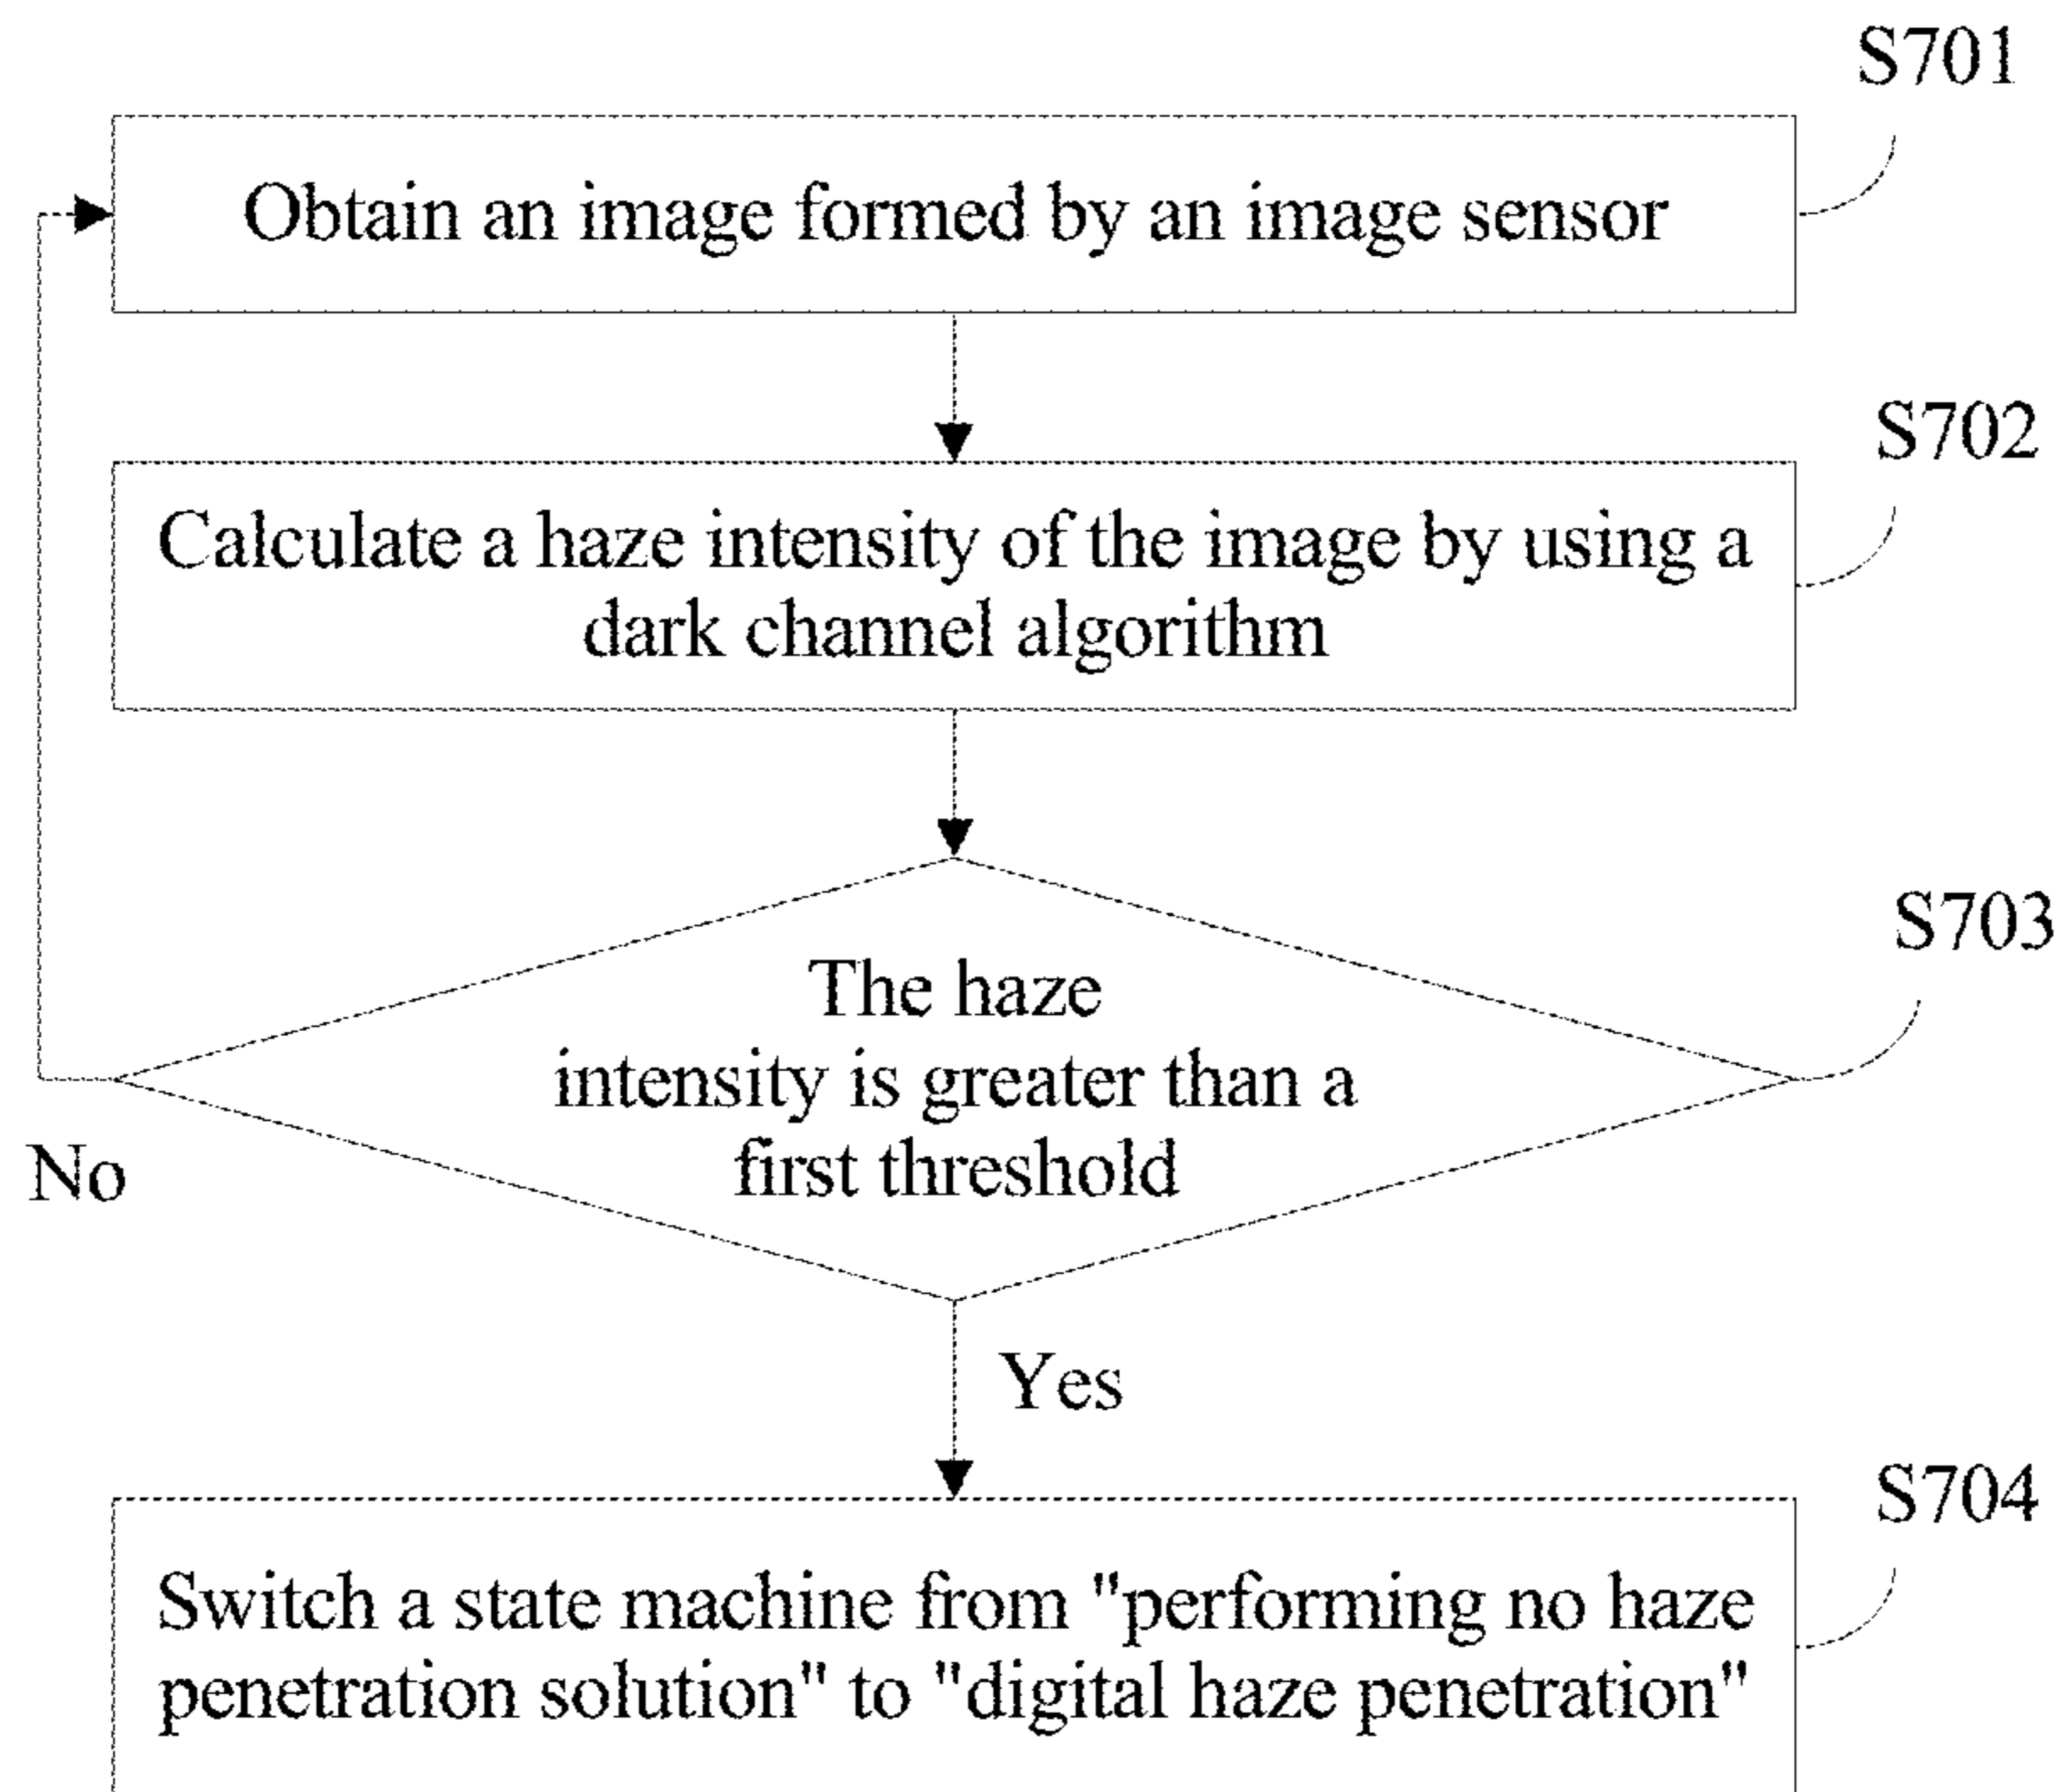 S701
Obtain an image formed by an image sensor
S702
Calculate a haze intensity of the image by using a
dark channel algorithm
S703
The haze
intensity is greater than a
first threshold
No
Yes
S704
Switch a state machine from "performing no haze
penetration solution" to "digital haze penetration"